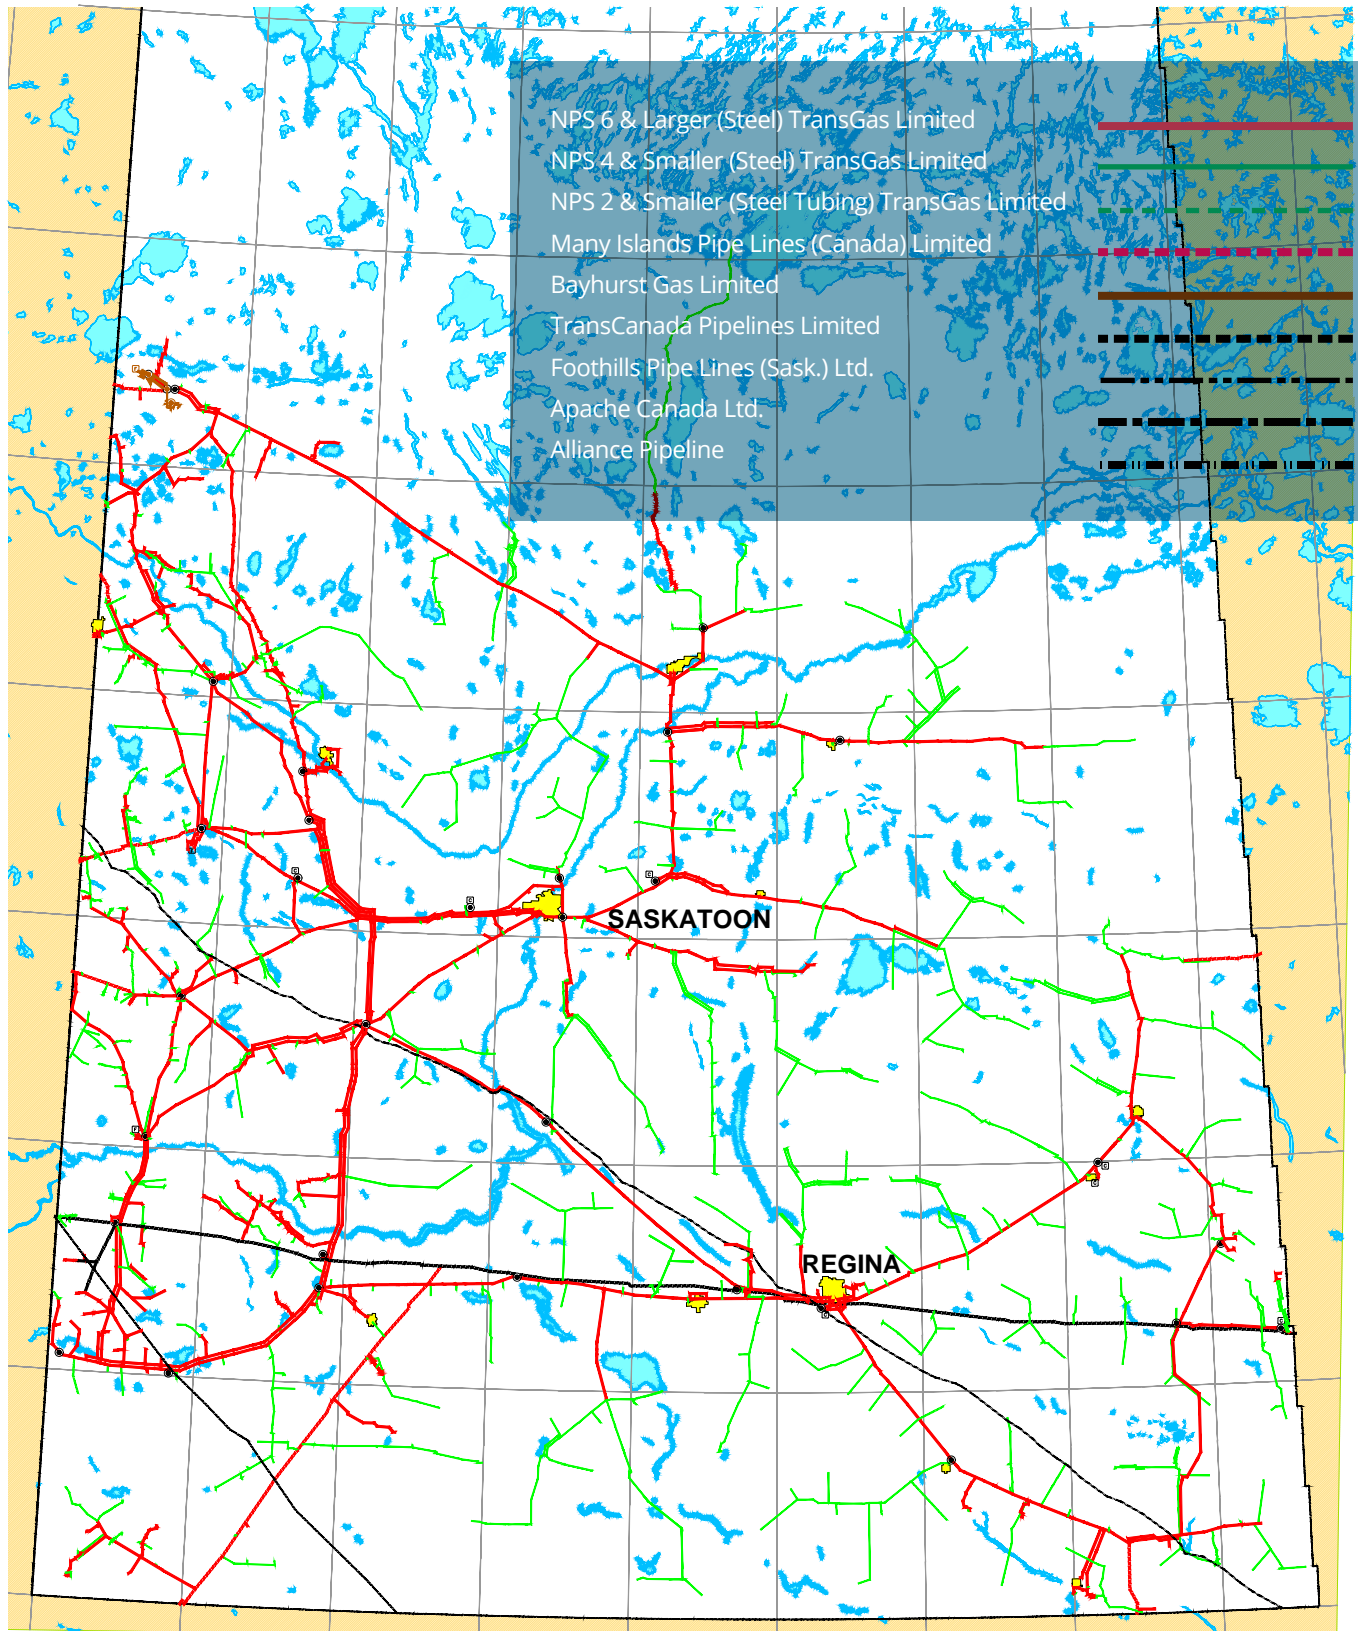 NPS 6 & Larger (Steel) TransGas Limited
NPS 4 & Smaller (Steel) TransGas Limited
NPS 2 & Smaller (Steel Tubing) TransGas Limited
Many Islands Pipe Lines (Canada) Limited
Bayhurst Gas Limited
TransCanada Pipelines Limited
Foothills Pipe Lines (Sask.) Ltd.
Apache Canada Ltd.
Alliance Pipeline
SASKATOON
REGINA